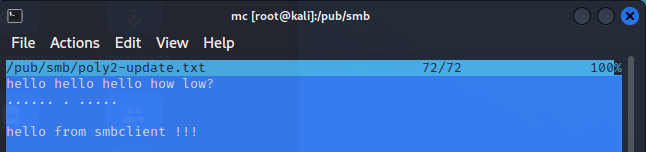 mc [root@kali]:/pub/smb
File Actions Edit View Help
/pub/smb/poly2-update.txt 72/72 100%
hello hello hello how low?
...... . .....
hello from smbclient !!!